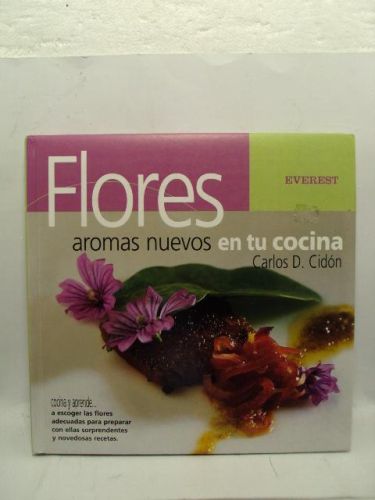 Flores
EVEREST
aromas nuevos en tu cocina
Carlos D. Cidón
cocina y aprende...
a escoger las flores
adecuadas para preparar
con ellas sorprendentes
y novedosas recetas.